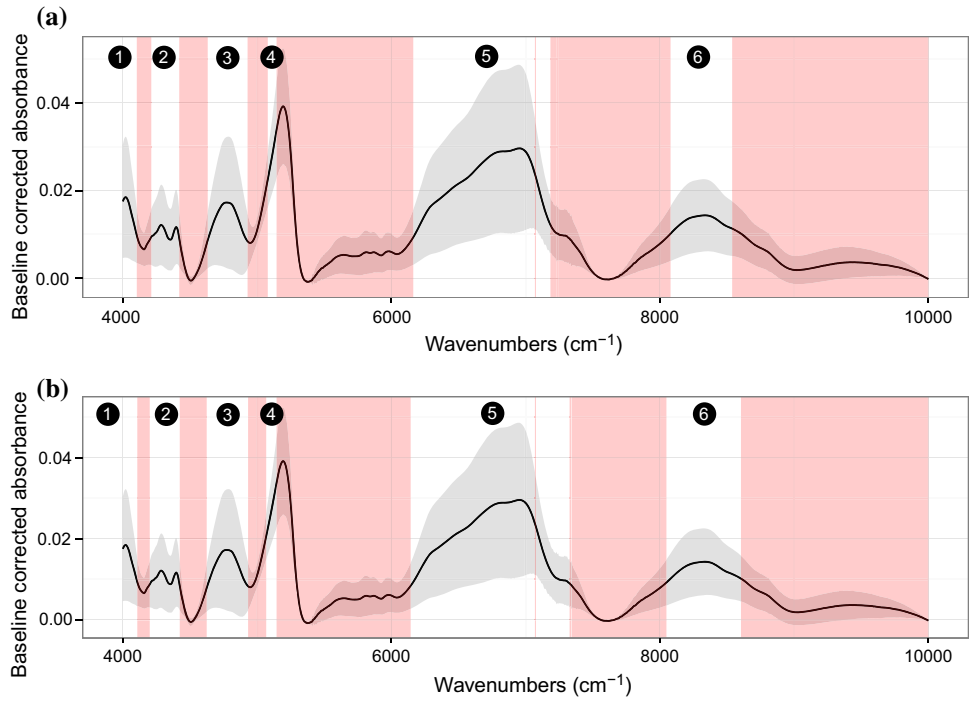 (a)
Baseline corrected absorbance
1 2 3 4 5 6
0.04
0.02
0.00
4000 6000 8000 10000
Wavenumbers (cm−1)
(b)
Baseline corrected absorbance
1 2 3 4 5 6
0.04
0.02
0.00
4000 6000 8000 10000
Wavenumbers (cm−1)